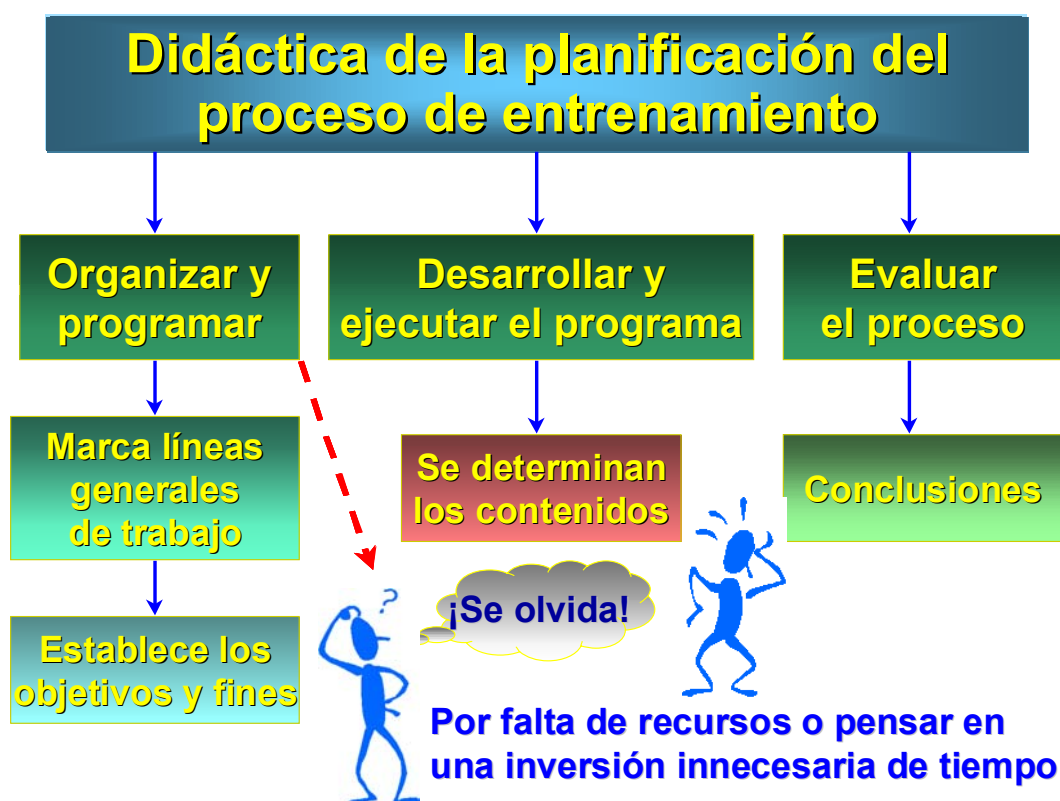 Didáctica de la planificación del
proceso de entrenamiento
Organizar y
programar
Desarrollar y
ejecutar el programa
Evaluar
el proceso
Marca líneas
generales
de trabajo
Se determinan
los contenidos
Conclusiones
Establece los
objetivos y fines
?
¡Se olvida!
Por falta de recursos o pensar en
una inversión innecesaria de tiempo